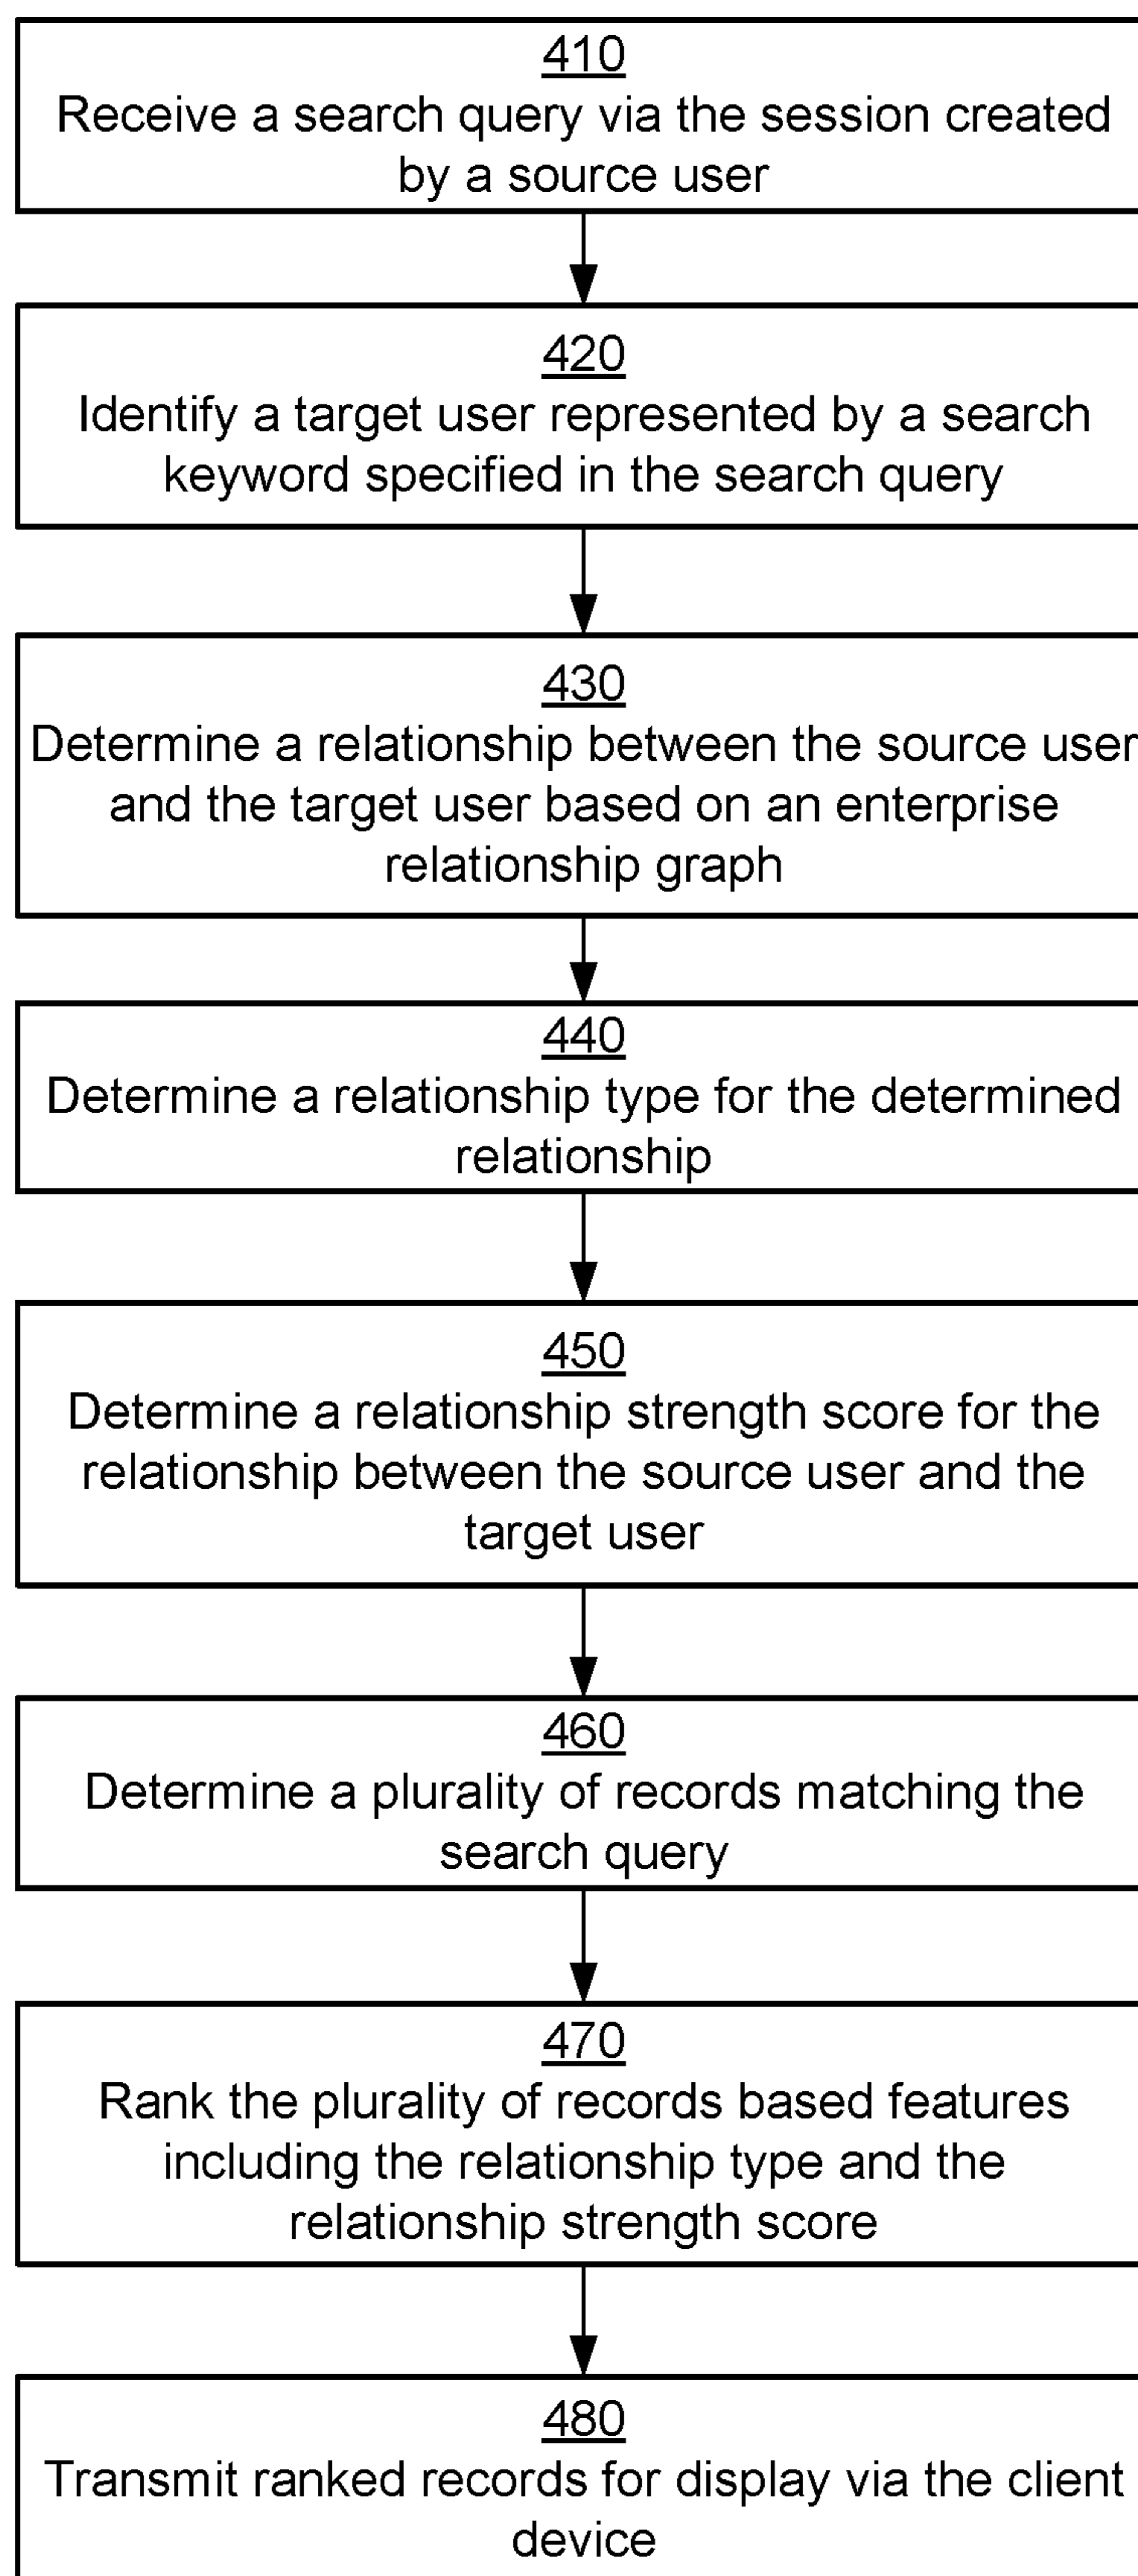 410
Receive a search query via the session created
by a source user
420
Identify a target user represented by a search
keyword specified in the search query
430
Determine a relationship between the source user
and the target user based on an enterprise
relationship graph
440
Determine a relationship type for the determined
relationship
450
Determine a relationship strength score for the
relationship between the source user and the
target user
460
Determine a plurality of records matching the
search query
470
Rank the plurality of records based features
including the relationship type and the
relationship strength score
480
Transmit ranked records for display via the client
device